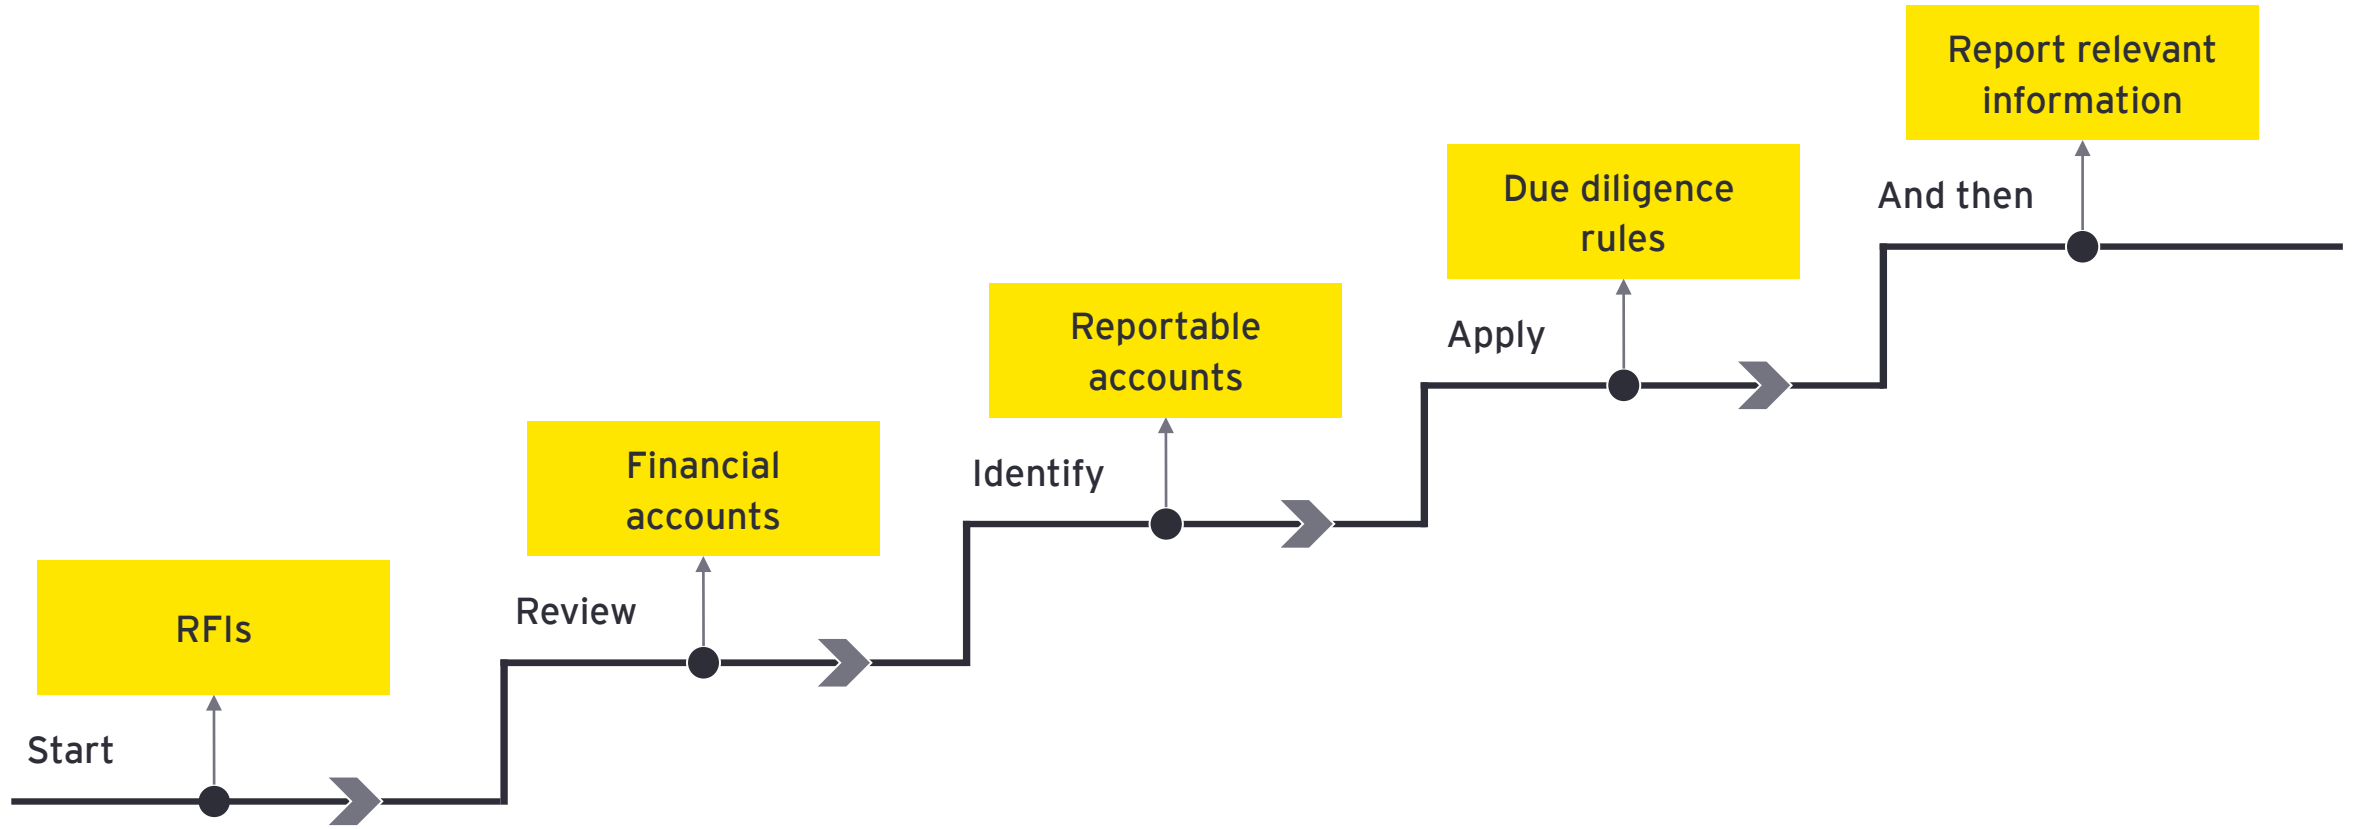 Start
RFIs
Review
Financial
accounts
Identify
Reportable
accounts
Apply
Due diligence
rules
And then
Report relevant
information